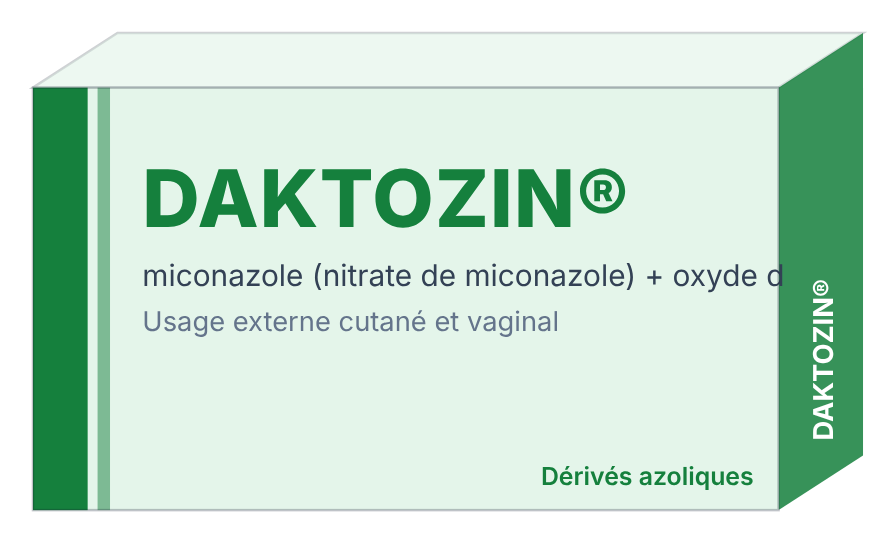 DAKTOZIN®
miconazole (nitrate de miconazole) + oxyde d
Usage externe cutané et vaginal
Dérivés azoliques
DAKTOZIN®